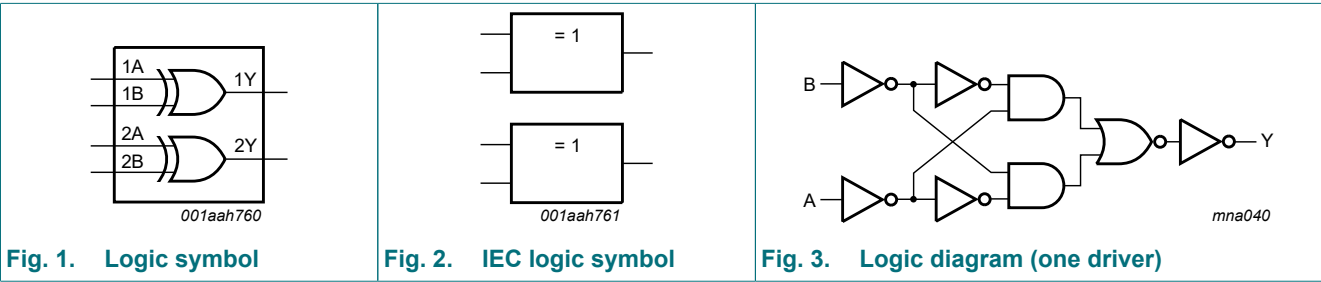 1A
1B
1Y
2A
2B
2Y
001aah760
Fig. 1. Logic symbol
= 1
= 1
001aah761
Fig. 2. IEC logic symbol
B
A
Y
mna040
Fig. 3. Logic diagram (one driver)